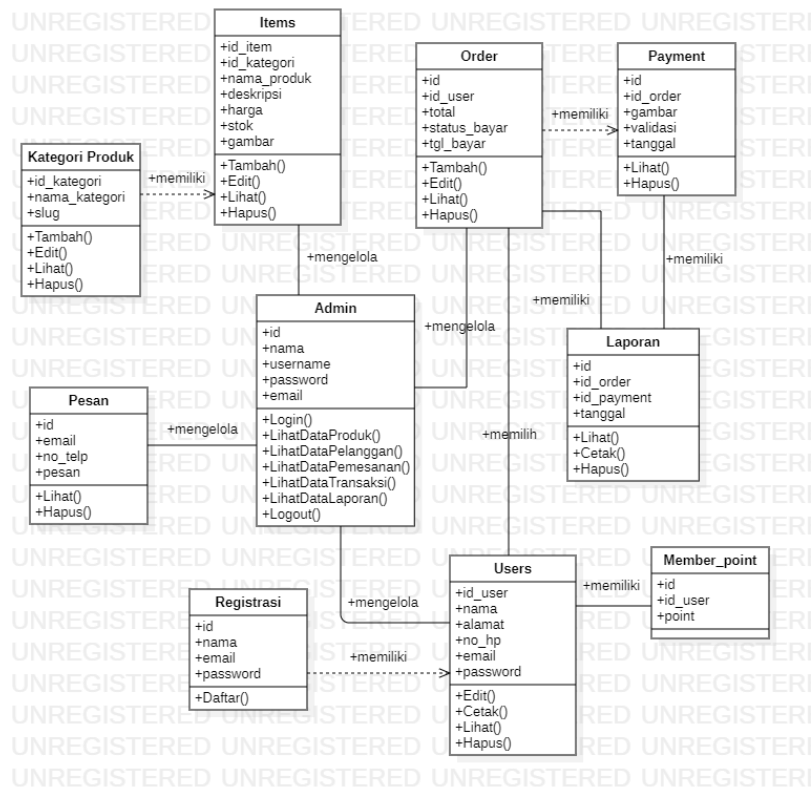 Items
+id_item
+id_kategori
+nama_produk
+deskripsi
+harga
+stok
+gambar
+Tambah()
+Edit()
+Lihat()
+Hapus()
Order
+id
+id_user
+total
+status_bayar
+tgl_bayar
+Tambah()
+Edit()
+Lihat()
+Hapus()
+memiliki
Payment
+id
+id_order
+gambar
+validasi
+tanggal
+Lihat()
+Hapus()
Kategori Produk
+id_kategori
+nama_kategori
+slug
+Tambah()
+Edit()
+Lihat()
+Hapus()
+memiliki
+mengelola
+memiliki
+memiliki
+mengelola
Admin
+id
+nama
+username
+password
+email
+Login()
+LihatDataProduk()
+LihatDataPelanggan()
+LihatDataPemesanan()
+LihatDataTransaksi()
+LihatDataLaporan()
+Logout()
Laporan
+id
+id_order
+id_payment
+tanggal
+Lihat()
+Cetak()
+Hapus()
Pesan
+id
+email
+no_telp
+pesan
+Lihat()
+Hapus()
+mengelola
+memilih
Users
+id_user
+nama
+alamat
+no_hp
+email
+password
+Edit()
+Cetak()
+Lihat()
+Hapus()
+memiliki
Member_point
+id
+id_user
+point
Registrasi
+id
+nama
+email
+password
+Daftar()
+mengelola
+memiliki
UNREGISTERED UNREGISTERED UNREGISTERED UNREGISTERED